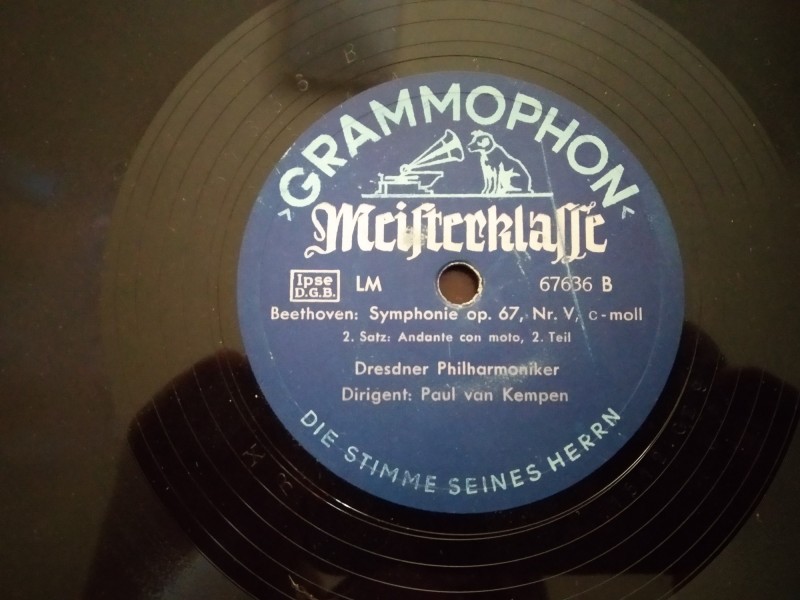 GRAMMOPHON
Meisterklasse
Ipse
D.G.B.
LM
67636 B
Beethoven: Symphonie op. 67, Nr. V, c-moll
2. Satz: Andante con moto, 2. Teil
Dresdner Philharmoniker
Dirigent: Paul van Kempen
DIE STIMME SEINES HERRN